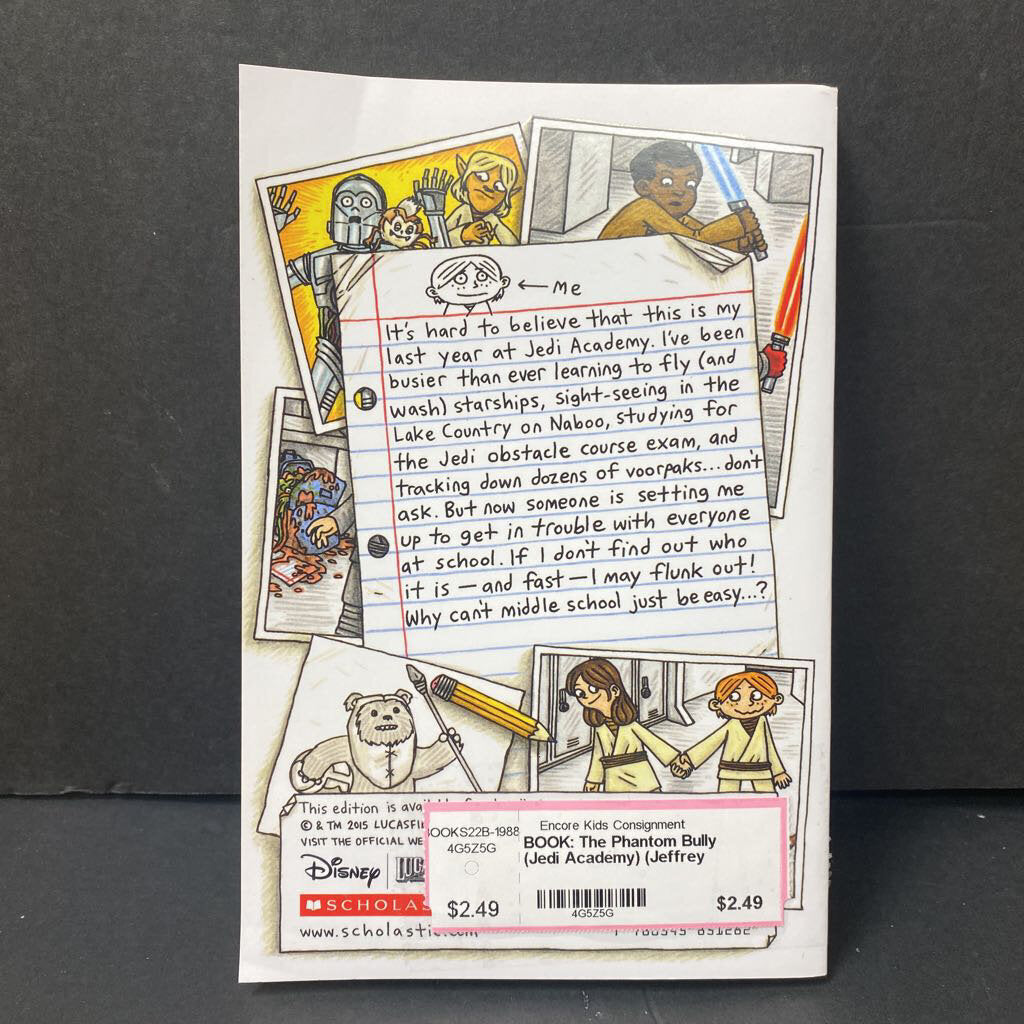 ← Me
It's hard to believe that this is my
last year at Jedi Academy. I've been
busier than ever learning to fly (and
wash) starships, sight-seeing in the
Lake Country on Naboo, studying for
the Jedi obstacle course exam, and
tracking down dozens of voorpaks...don't
ask. But now someone is setting me
up to get in trouble with everyone
at school. If I don't find out who
it is – and fast – I may flunk out!
Why can't middle school just be easy...?
This edition is
© & TM 2015 LUCASFI
VISIT THE OFFICIAL WE
Disney
SCHOLAS
www.scholastic.com
OOKS22B-1988
4G5Z5G
$2.49
Encore Kids Consignment
BOOK: The Phantom Bully
(Jedi Academy) (Jeffrey
4G5Z5G
$2.49